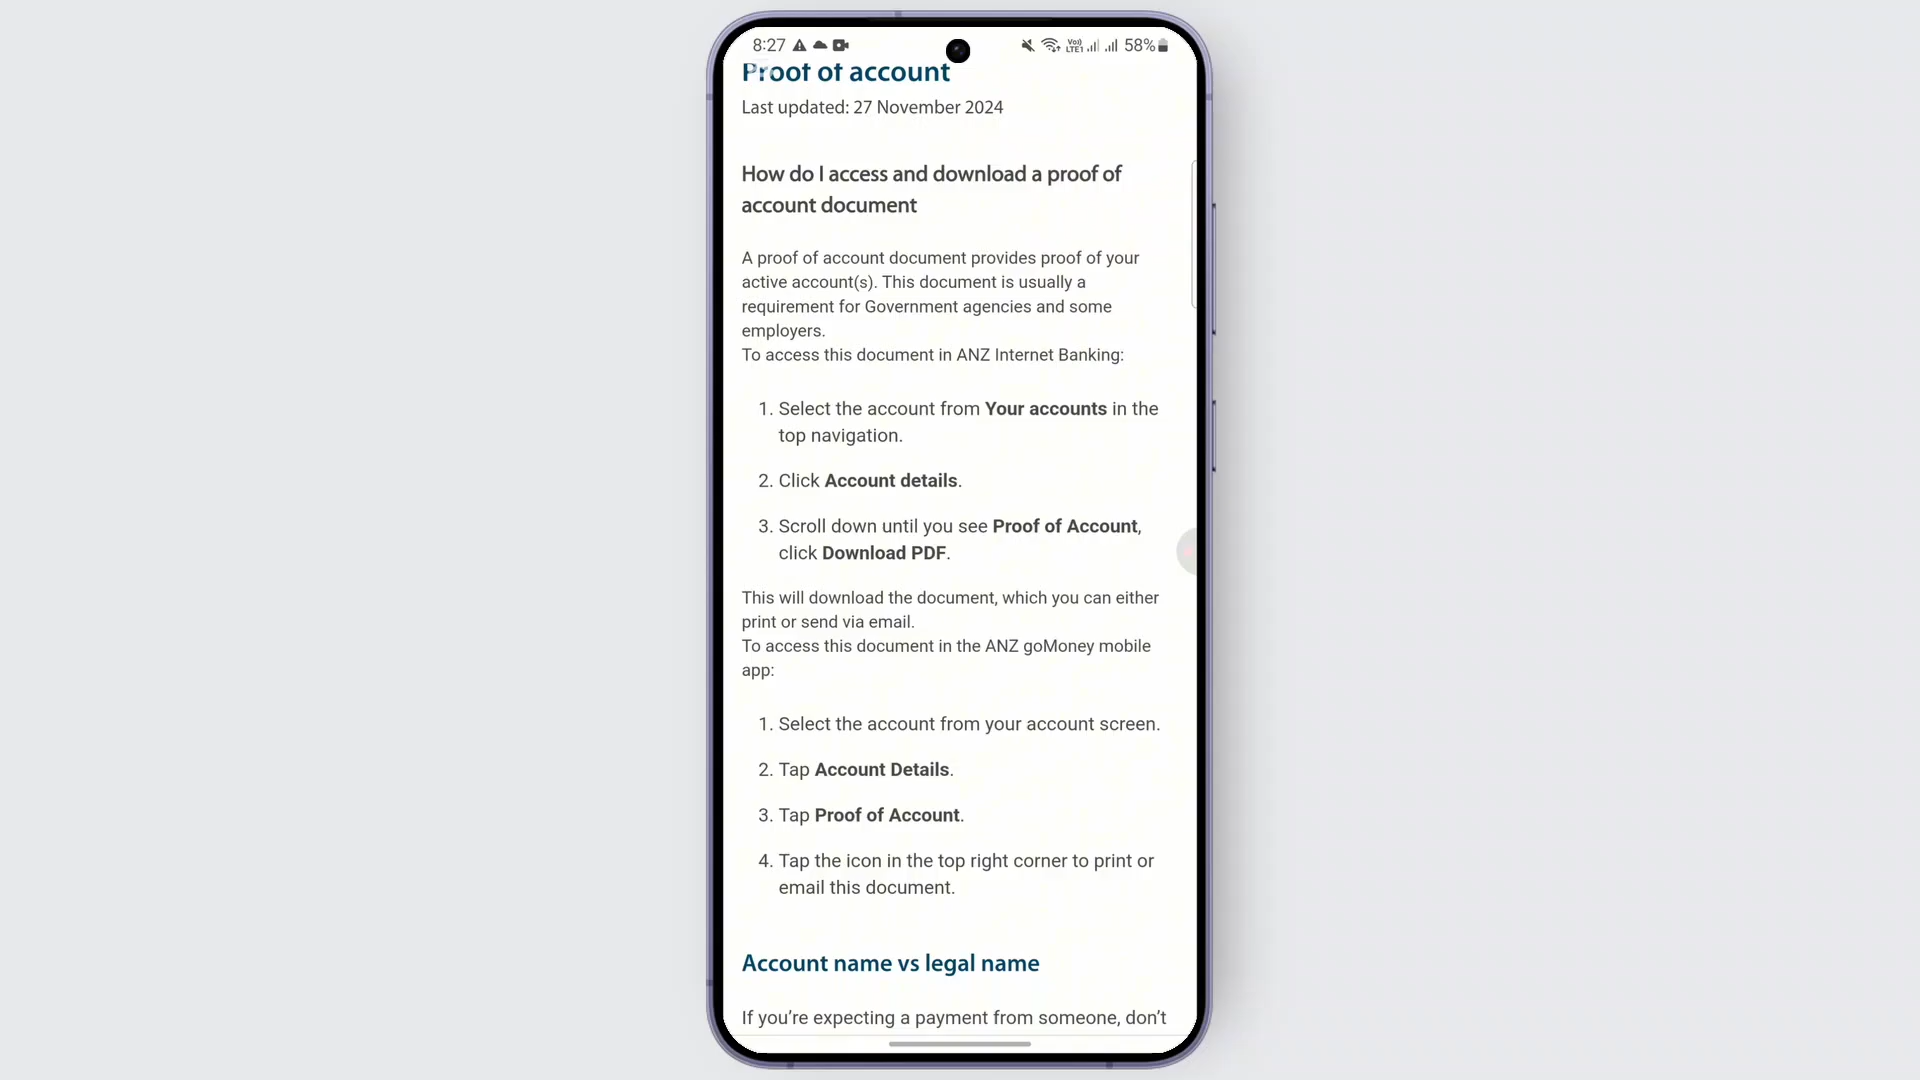 8:27 58%
Proof of account
Last updated: 27 November 2024
How do I access and download a proof of
account document
A proof of account document provides proof of your
active account(s). This document is usually a
requirement for Government agencies and some
employers.
To access this document in ANZ Internet Banking:
1. Select the account from Your accounts in the
top navigation.
2. Click Account details.
3. Scroll down until you see Proof of Account,
click Download PDF.
This will download the document, which you can either
print or send via email.
To access this document in the ANZ goMoney mobile
app:
1. Select the account from your account screen.
2. Tap Account Details.
3. Tap Proof of Account.
4. Tap the icon in the top right corner to print or
email this document.
Account name vs legal name
If you’re expecting a payment from someone, don’t